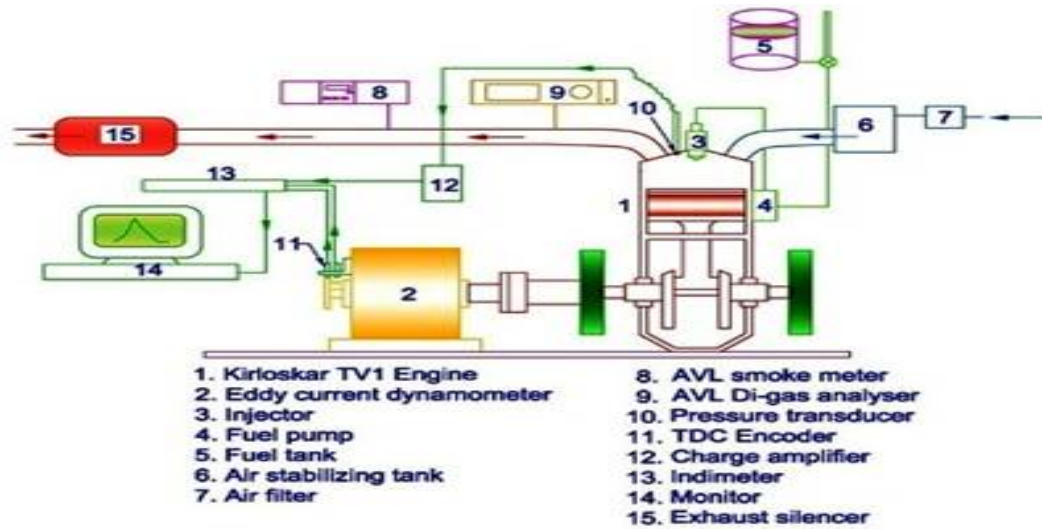 5
8
9
10
3
6
7
15
13
12
1
4
11
14
2
1. Kirloskar TV1 Engine
2. Eddy current dynamometer
3. Injector
4. Fuel pump
5. Fuel tank
6. Air stabilizing tank
7. Air filter
8. AVL smoke meter
9. AVL Di-gas analyser
10. Pressure transducer
11. TDC Encoder
12. Charge amplifier
13. Indimeter
14. Monitor
15. Exhaust silencer